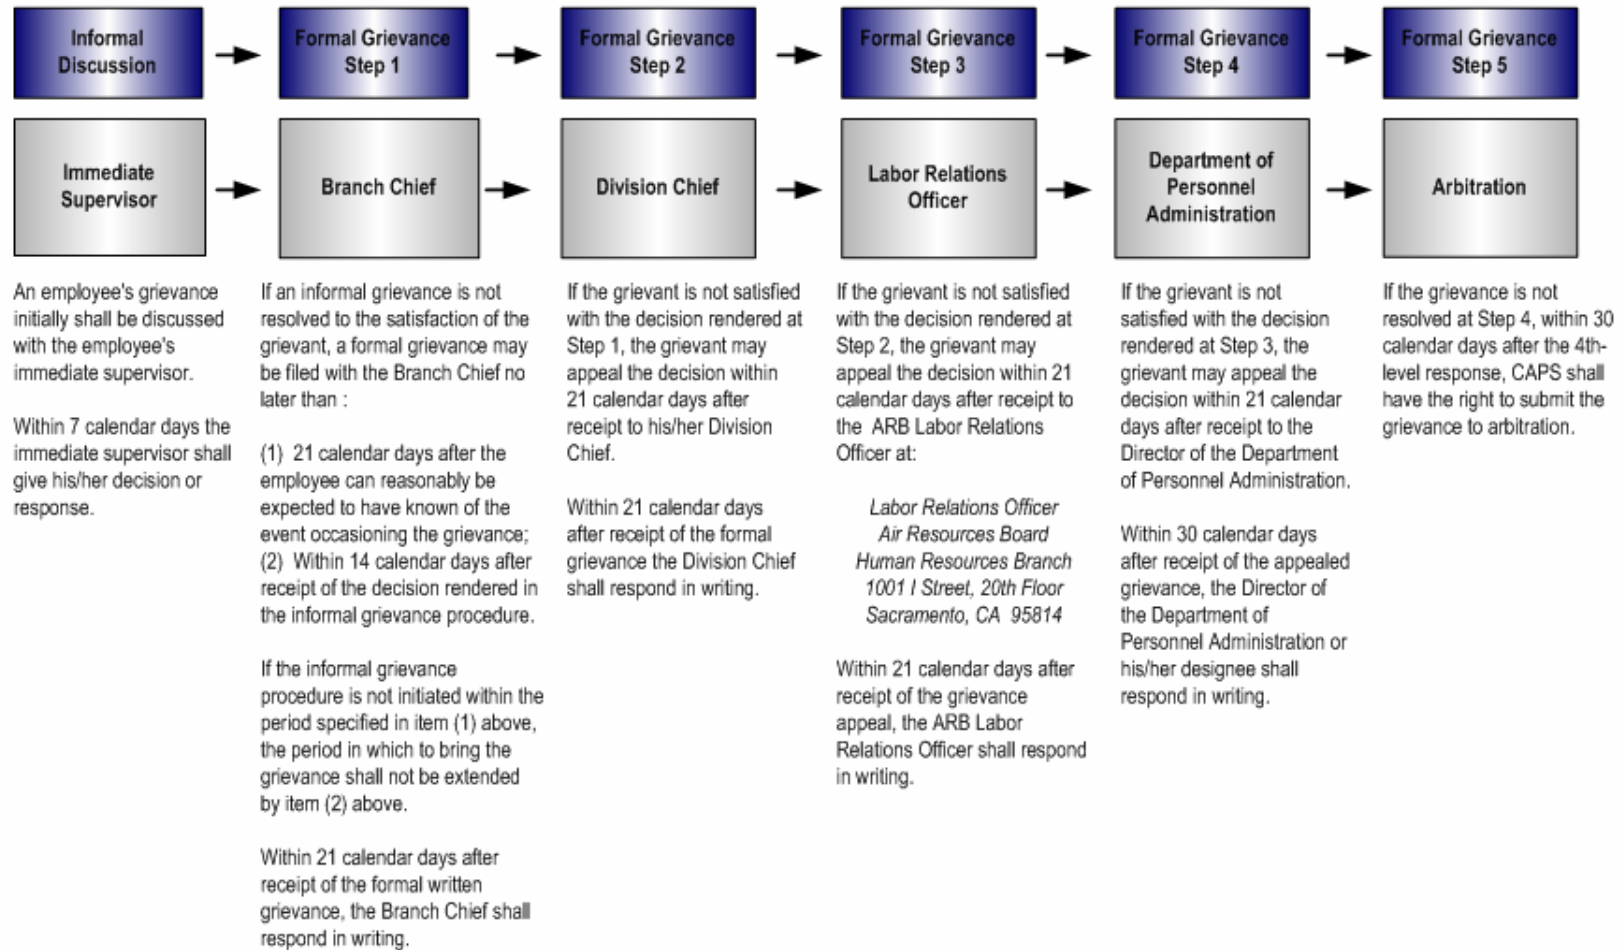 Informal
Discussion
Formal Grievance
Step 1
Formal Grievance
Step 2
Formal Grievance
Step 3
Formal Grievance
Step 4
Formal Grievance
Step 5
Immediate
Supervisor
Branch Chief
Division Chief
Labor Relations
Officer
Department of
Personnel
Administration
Arbitration
An employee's grievance
initially shall be discussed
with the employee's
immediate supervisor.
Within 7 calendar days the
immediate supervisor shall
give his/her decision or
response.
If an informal grievance is not
resolved to the satisfaction of the
grievant, a formal grievance may
be filed with the Branch Chief no
later than :
(1) 21 calendar days after the
employee can reasonably be
expected to have known of the
event occasioning the grievance;
(2) Within 14 calendar days after
receipt of the decision rendered in
the informal grievance procedure.
If the informal grievance
procedure is not initiated within the
period specified in item (1) above,
the period in which to bring the
grievance shall not be extended
by item (2) above.
Within 21 calendar days after
receipt of the formal written
grievance, the Branch Chief shall
respond in writing.
If the grievant is not satisfied
with the decision rendered at
Step 1, the grievant may
appeal the decision within
21 calendar days after
receipt to his/her Division
Chief.
Within 21 calendar days
after receipt of the formal
grievance the Division Chief
shall respond in writing.
If the grievant is not satisfied
with the decision rendered at
Step 2, the grievant may
appeal the decision within 21
calendar days after receipt to
the ARB Labor Relations
Officer at:
Labor Relations Officer
Air Resources Board
Human Resources Branch
1001 I Street, 20th Floor
Sacramento, CA 95814
Within 21 calendar days after
receipt of the grievance
appeal, the ARB Labor
Relations Officer shall respond
in writing.
If the grievant is not
satisfied with the decision
rendered at Step 3, the
grievant may appeal the
decision within 21 calendar
days after receipt to the
Director of the Department
of Personnel Administration.
Within 30 calendar days
after receipt of the appealed
grievance, the Director of
the Department of
Personnel Administration or
his/her designee shall
respond in writing.
If the grievance is not
resolved at Step 4, within 30
calendar days after the 4th-
level response, CAPS shall
have the right to submit the
grievance to arbitration.